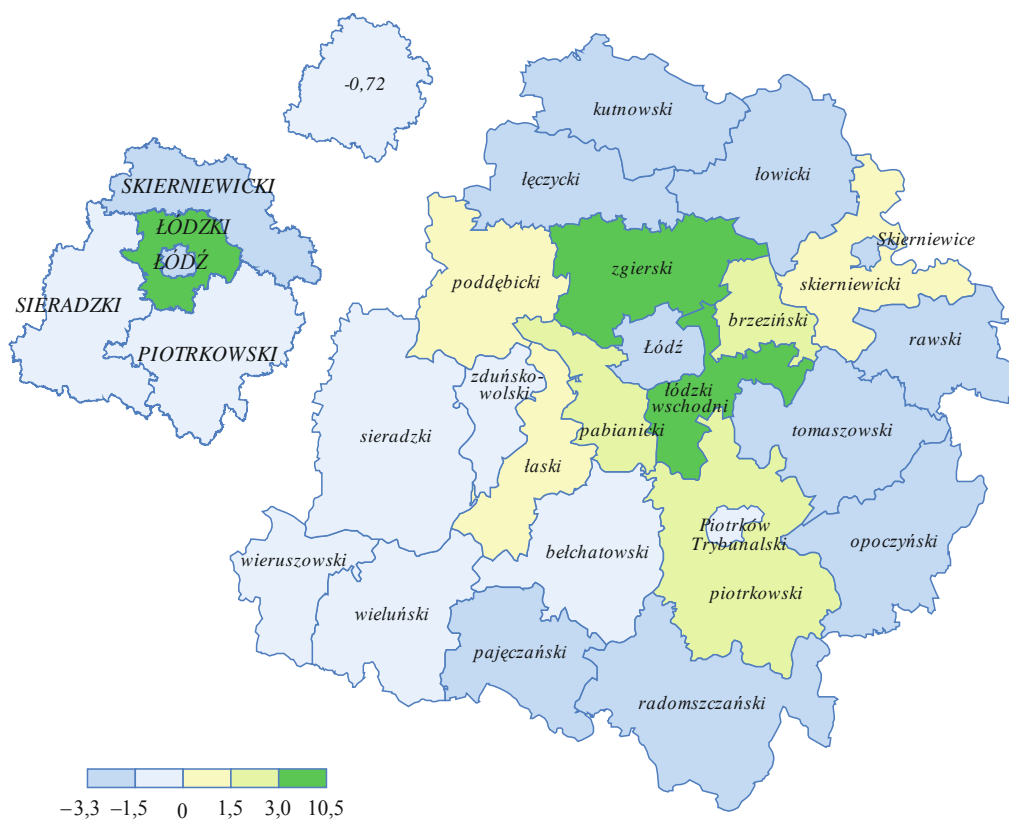 -0,72
SKIERNIEWICKI
ŁÓDZKI
ŁÓDŹ
SIERADZKI
PIOTRKOWSKI
kutnowski
łęczycki
łowicki
Skierniewice
zgierski
poddębicki
skierniewicki
brzeziński
rawski
Łódź
zduńsko-
wolski
łódzki
wschodni
sieradzki
pabianicki
tomaszowski
łaski
Piotrków
Trybunalski
opoczyński
bełchatowski
wieruszowski
piotrkowski
wieluński
pajęczański
radomszczański
−3,3 −1,5 0 1,5 3,0 10,5